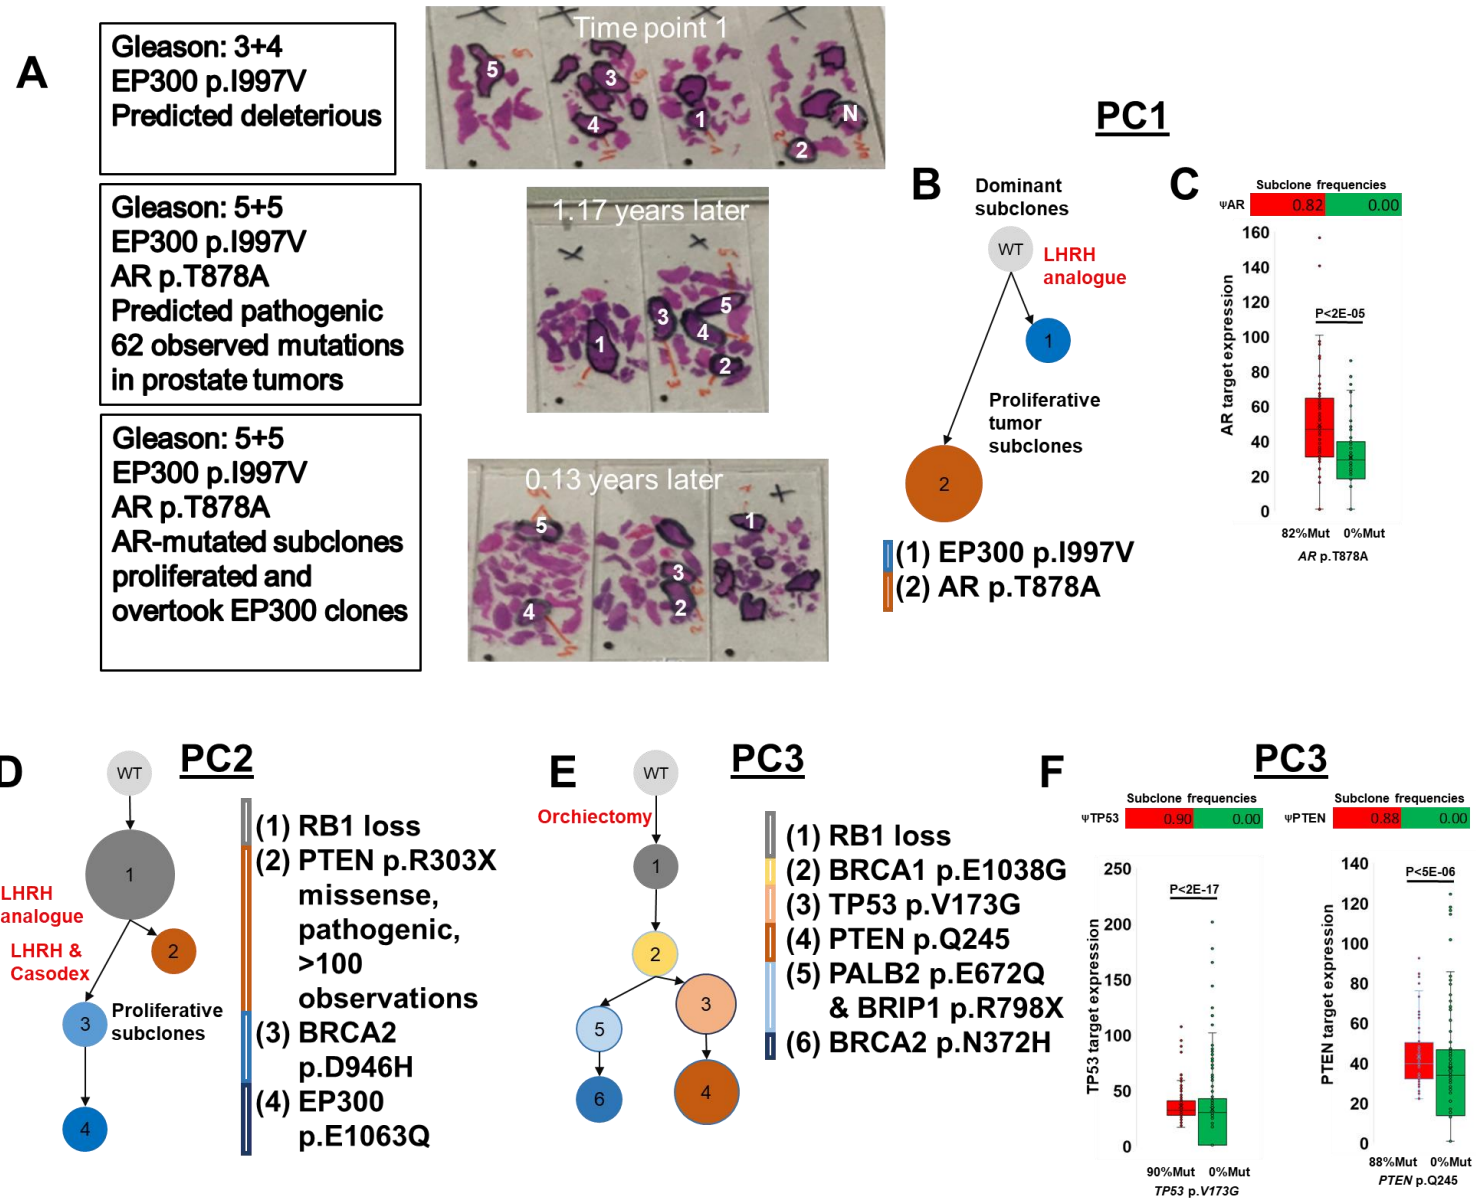 A
Gleason: 3+4
EP300 p.I997V
Predicted deleterious
Time point 1
5
3
4
1
N
2
Gleason: 5+5
EP300 p.I997V
AR p.T878A
Predicted pathogenic
62 observed mutations
in prostate tumors
1.17 years later
1
3
5
4
2
Gleason: 5+5
EP300 p.I997V
AR p.T878A
AR-mutated subclones
proliferated and
overtook EP300 clones
0.13 years later
5
4
3
2
1
PC1
B
Dominant
subclones
WT
LHRH
analogue
1
Proliferative
tumor
subclones
2
(1) EP300 p.I997V
(2) AR p.T878A
C
Subclone frequencies
ΨAR 0.82 0.00
AR target expression
160
140
120
100
80
60
40
20
0
P<2E-05
82%Mut 0%Mut
AR p.T878A
D
PC2
WT
1
LHRH
analogue
LHRH &
Casodex
2
3
Proliferative
subclones
4
(1) RB1 loss
(2) PTEN p.R303X
missense,
pathogenic,
>100
observations
(3) BRCA2
p.D946H
(4) EP300
p.E1063Q
E
PC3
WT
Orchiectomy
1
2
3
5
4
6
(1) RB1 loss
(2) BRCA1 p.E1038G
(3) TP53 p.V173G
(4) PTEN p.Q245
(5) PALB2 p.E672Q
& BRIP1 p.R798X
(6) BRCA2 p.N372H
F
PC3
Subclone frequencies
ΨTP53 0.90 0.00
TP53 target expression
250
200
150
100
50
0
P<2E-17
90%Mut 0%Mut
TP53 p.V173G
Subclone frequencies
ΨPTEN 0.88 0.00
PTEN target expression
140
120
100
80
60
40
20
0
P<5E-06
88%Mut 0%Mut
PTEN p.Q245